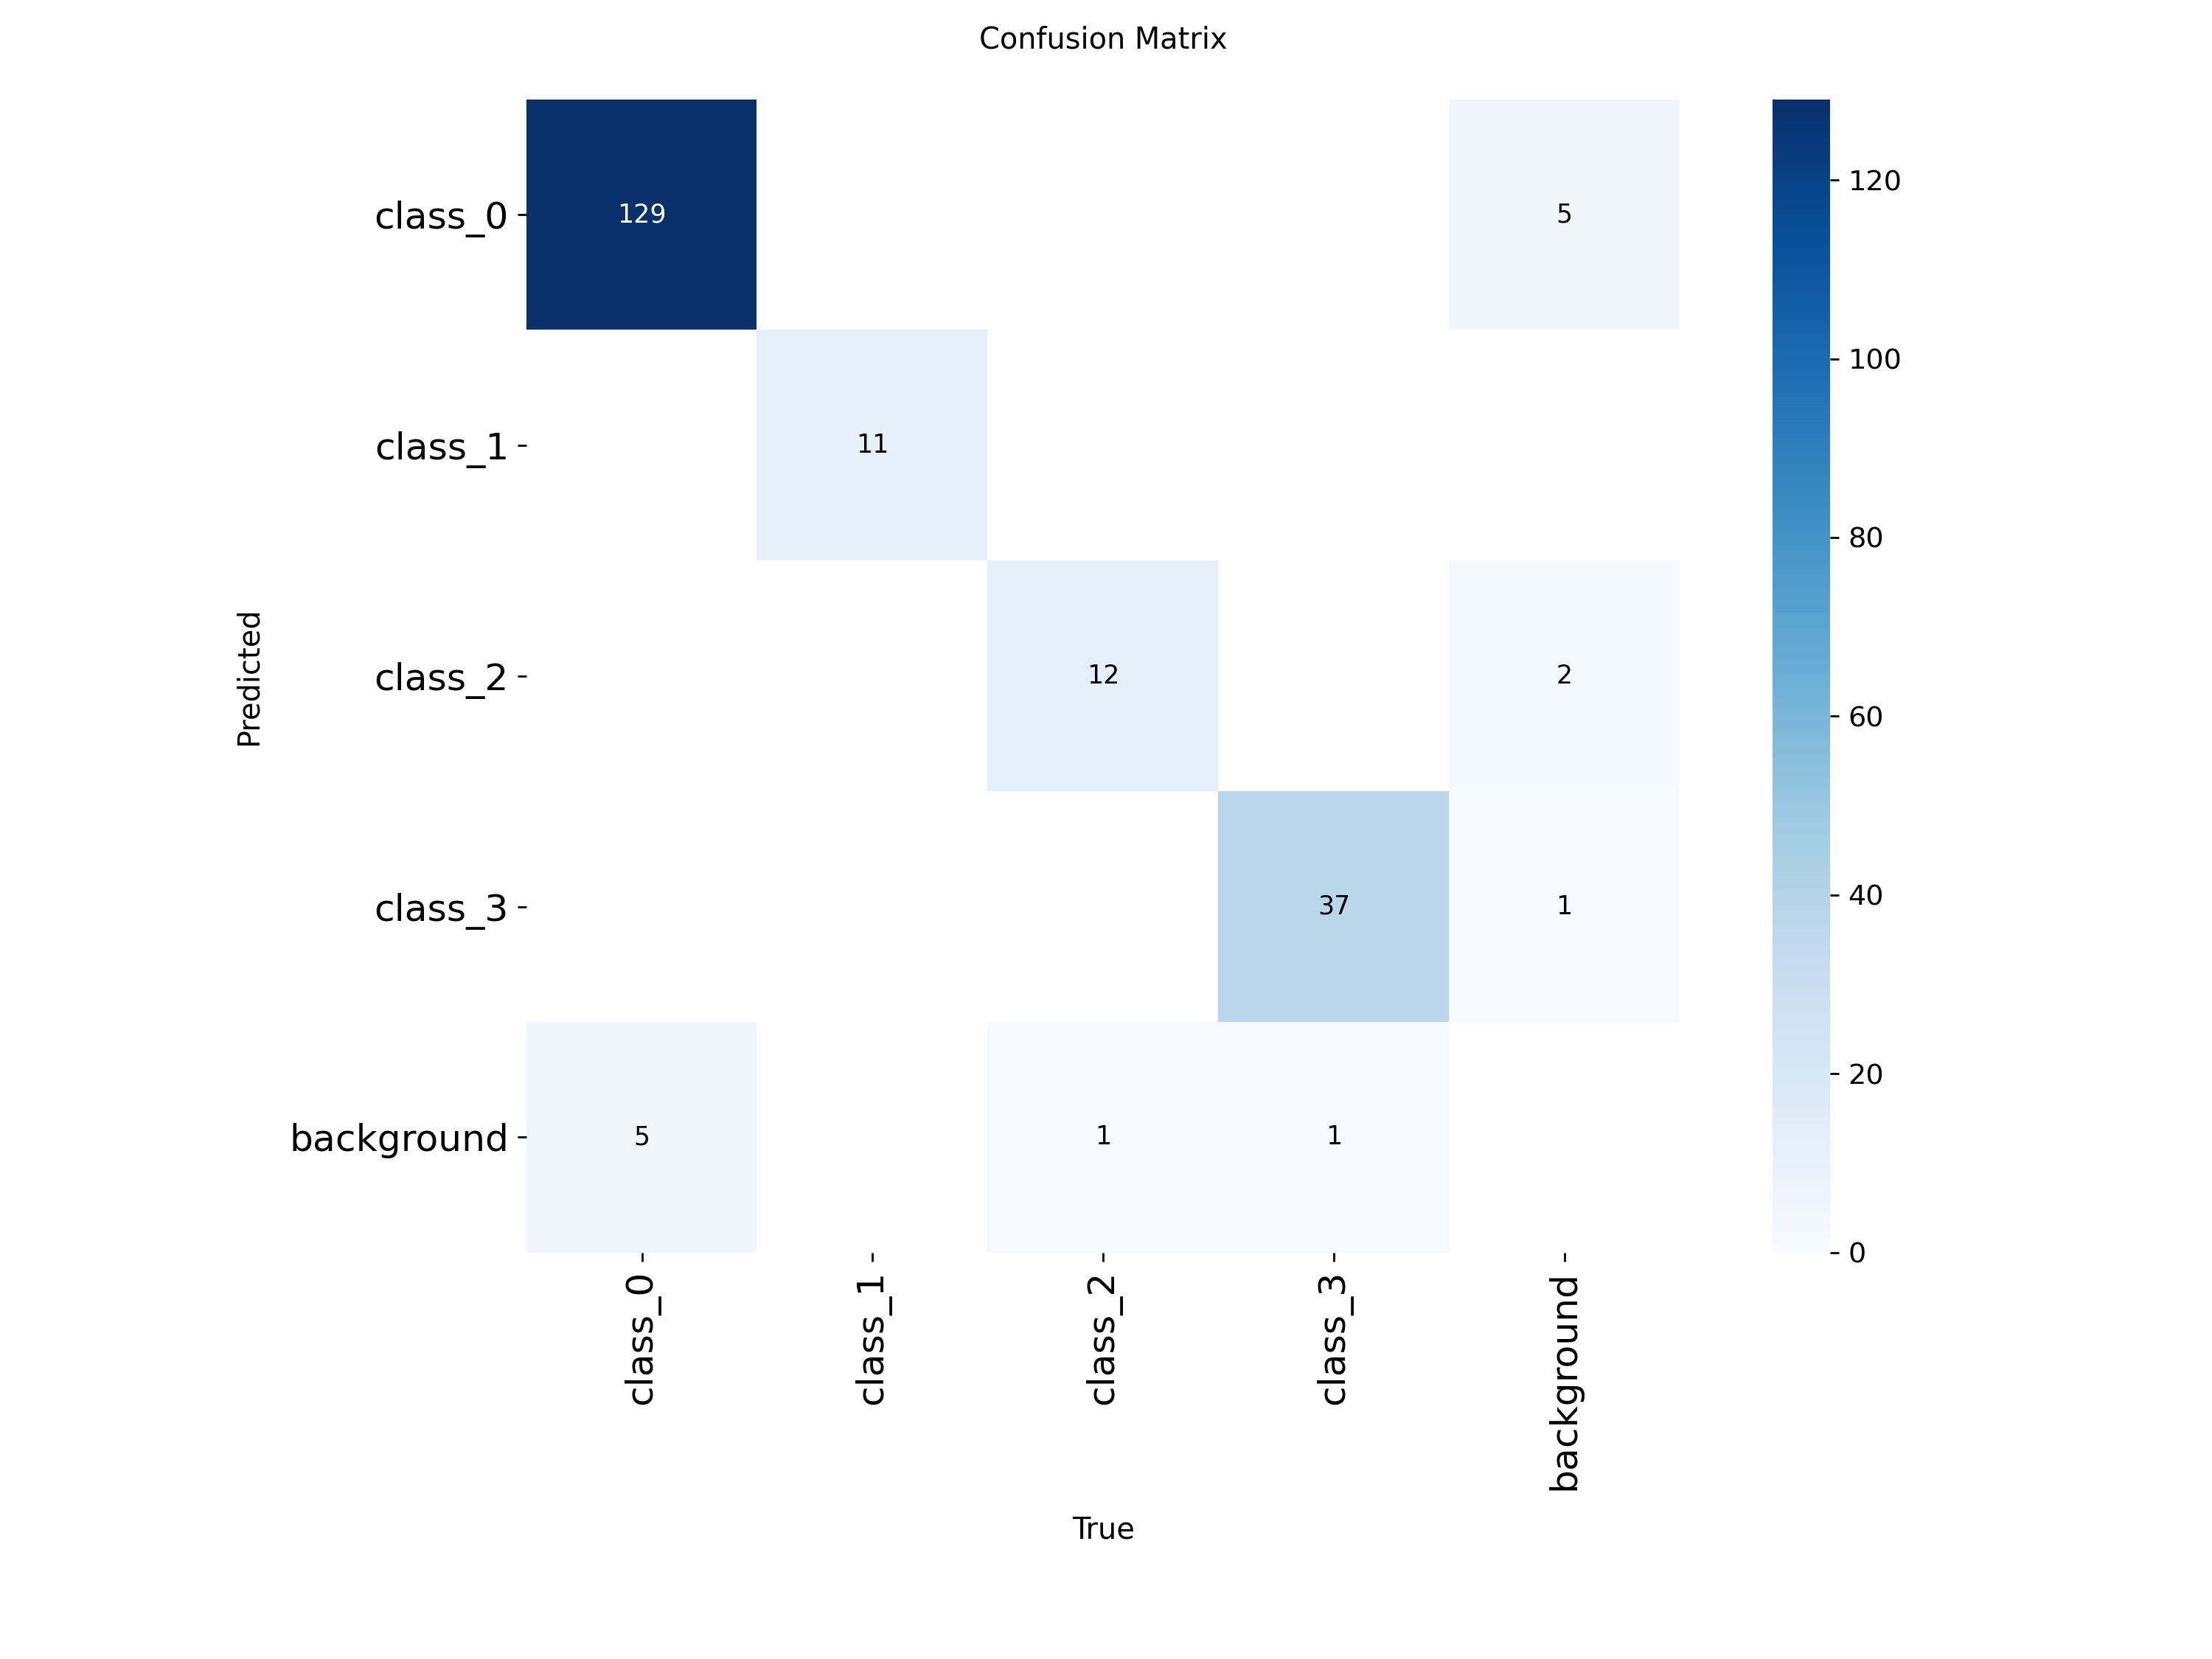 Confusion Matrix
class_0
129
5
120
100
class_1
11
80
Predicted
class_2
12
2
60
class_3
37
1
40
20
background
5
1
1
0
class_0
class_1
class_2
class_3
background
True